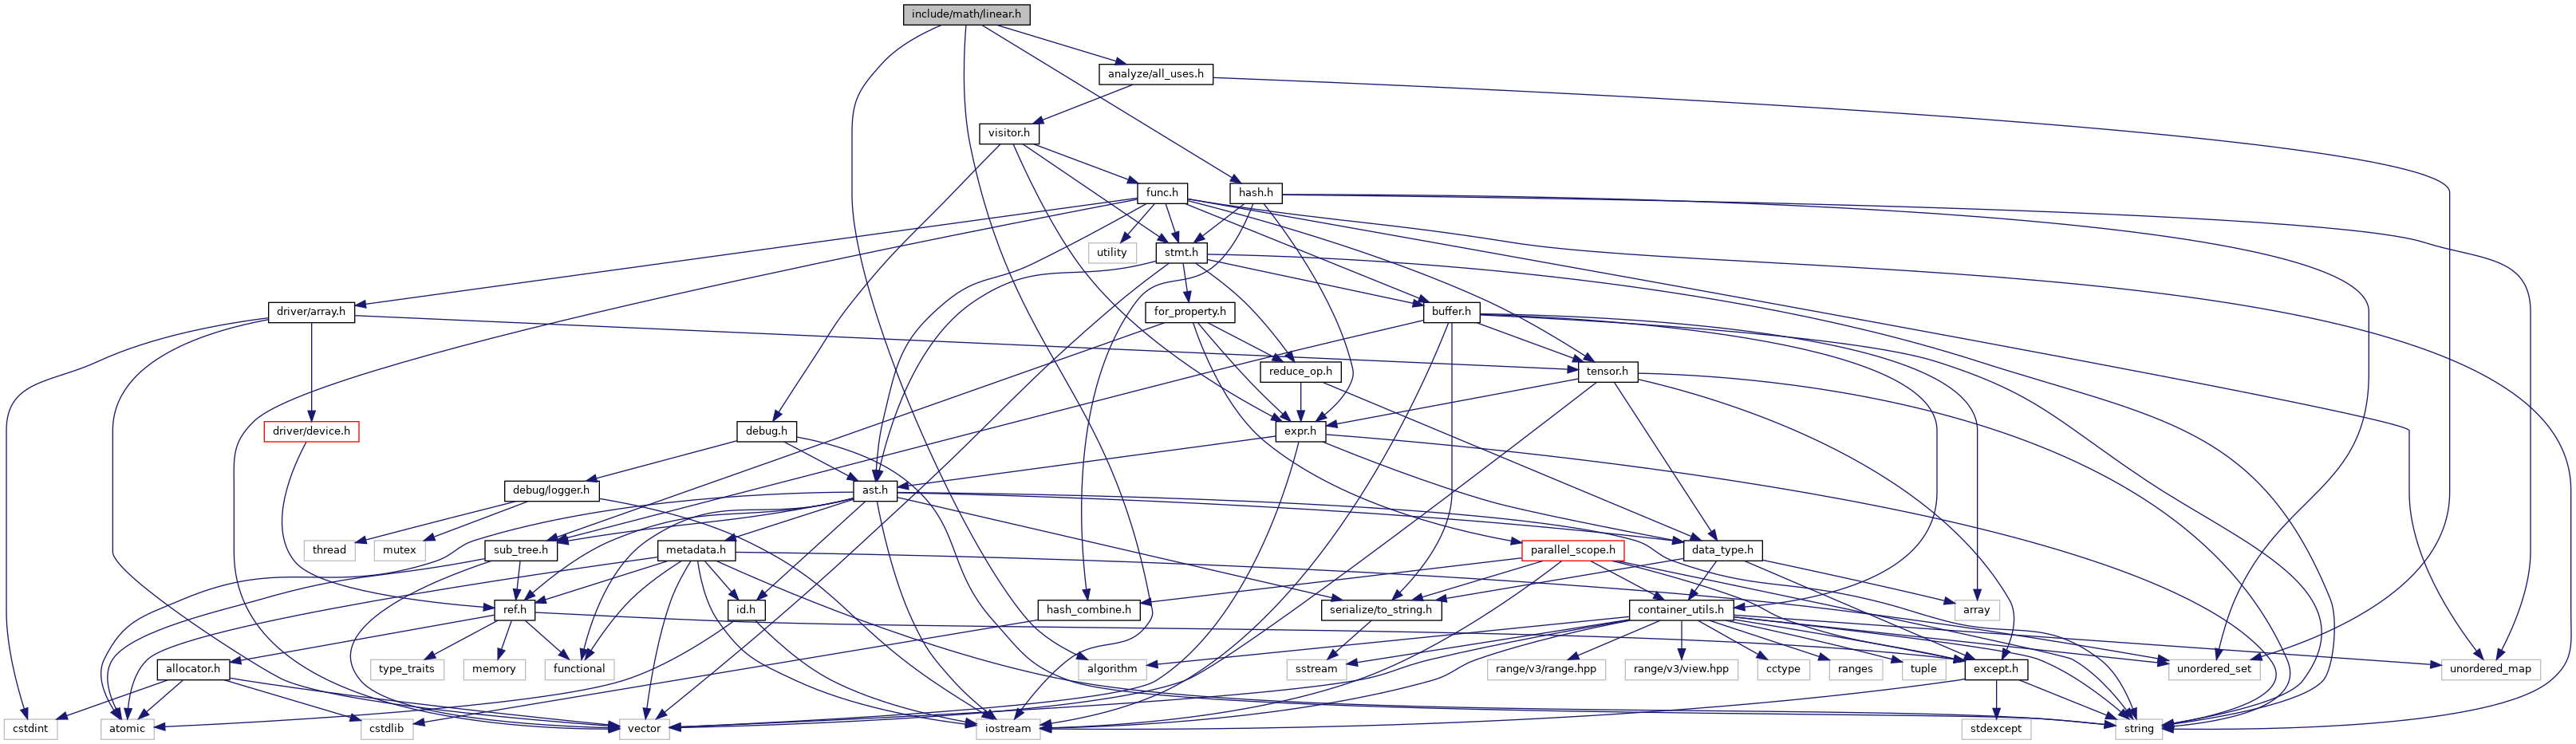 include/math/linear.h
analyze/all_uses.h
visitor.h
func.h
hash.h
utility
stmt.h
driver/array.h
for_property.h
buffer.h
reduce_op.h
tensor.h
driver/device.h
debug.h
expr.h
debug/logger.h
ast.h
thread
mutex
sub_tree.h
metadata.h
parallel_scope.h
data_type.h
ref.h
id.h
hash_combine.h
serialize/to_string.h
container_utils.h
array
allocator.h
type_traits
memory
functional
algorithm
sstream
range/v3/range.hpp
range/v3/view.hpp
cctype
ranges
tuple
except.h
unordered_set
unordered_map
cstdint
atomic
cstdlib
vector
iostream
stdexcept
string